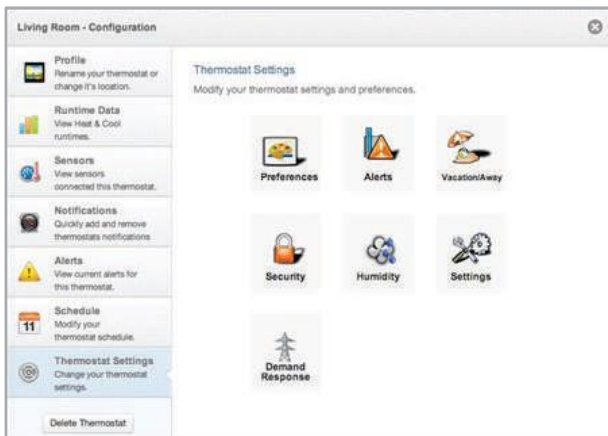 Living Room - Configuration
Profile
Rename your thermostat or
change it's location.
Runtime Data
View Heat & Cool
runtimes.
Sensors
View sensors
connected this thermostat.
Notifications
Quickly add and remove
thermostats notifications
Alerts
View current alerts for
this thermostat.
Schedule
Modify your
thermostat schedule.
11
Thermostat Settings
Change your thermostat
settings.
Delete Thermostat
Thermostat Settings
Modify your thermostat settings and preferences.
Preferences
Alerts
Vacation/Away
Security
Humidity
Settings
Demand
Response